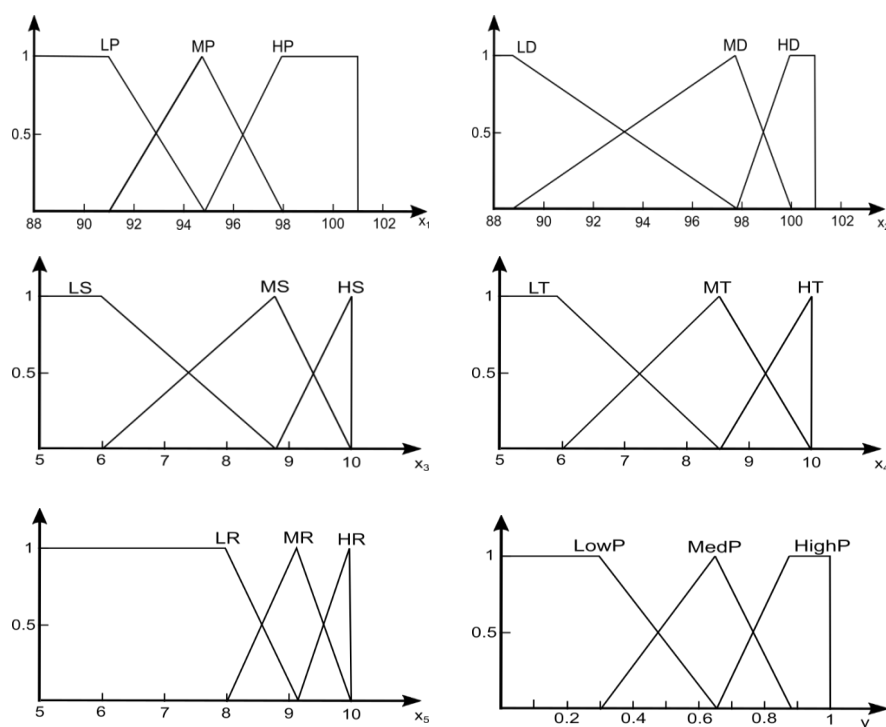 LP MP HP
1
0.5
88 90 92 94 96 98 100 102 x1
LD MD HD
1
0.5
88 90 92 94 96 98 100 102
LS MS HS
1
0.5
5 6 7 8 9 10 x3
LT MT HT
1
0.5
5 6 7 8 9 10 x4
LR MR HR
1
0.5
5 6 7 8 9 10 x5
LowP MedP HighP
1
0.5
0.2 0.4 0.6 0.8 1